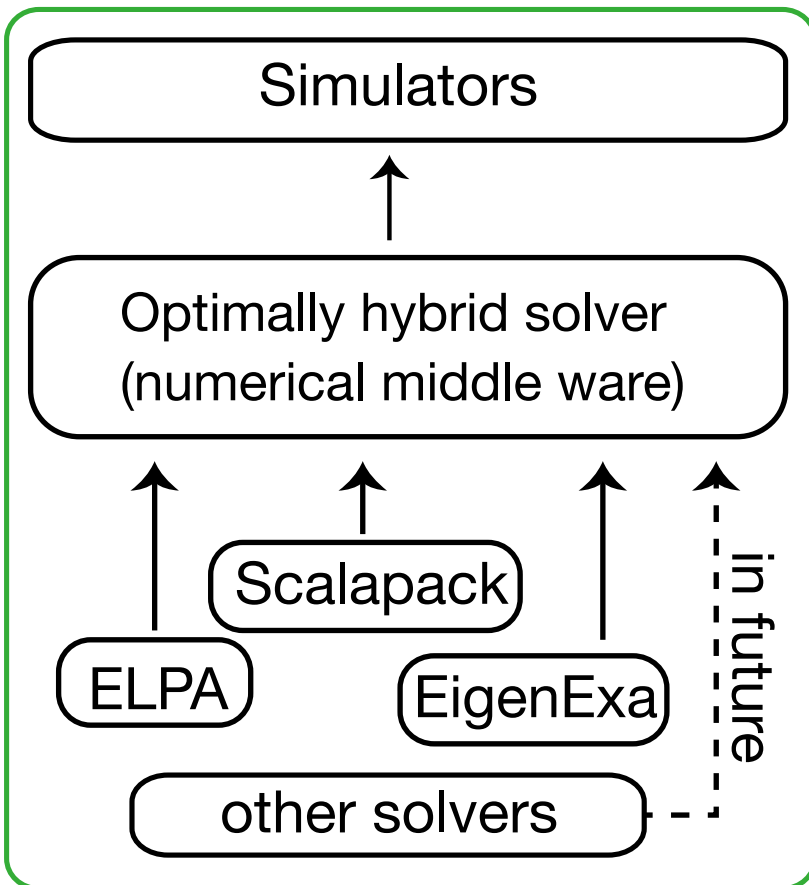 Simulators
Optimally hybrid solver
(numerical middle ware)
Scalapack
ELPA
EigenExa
in future
other solvers